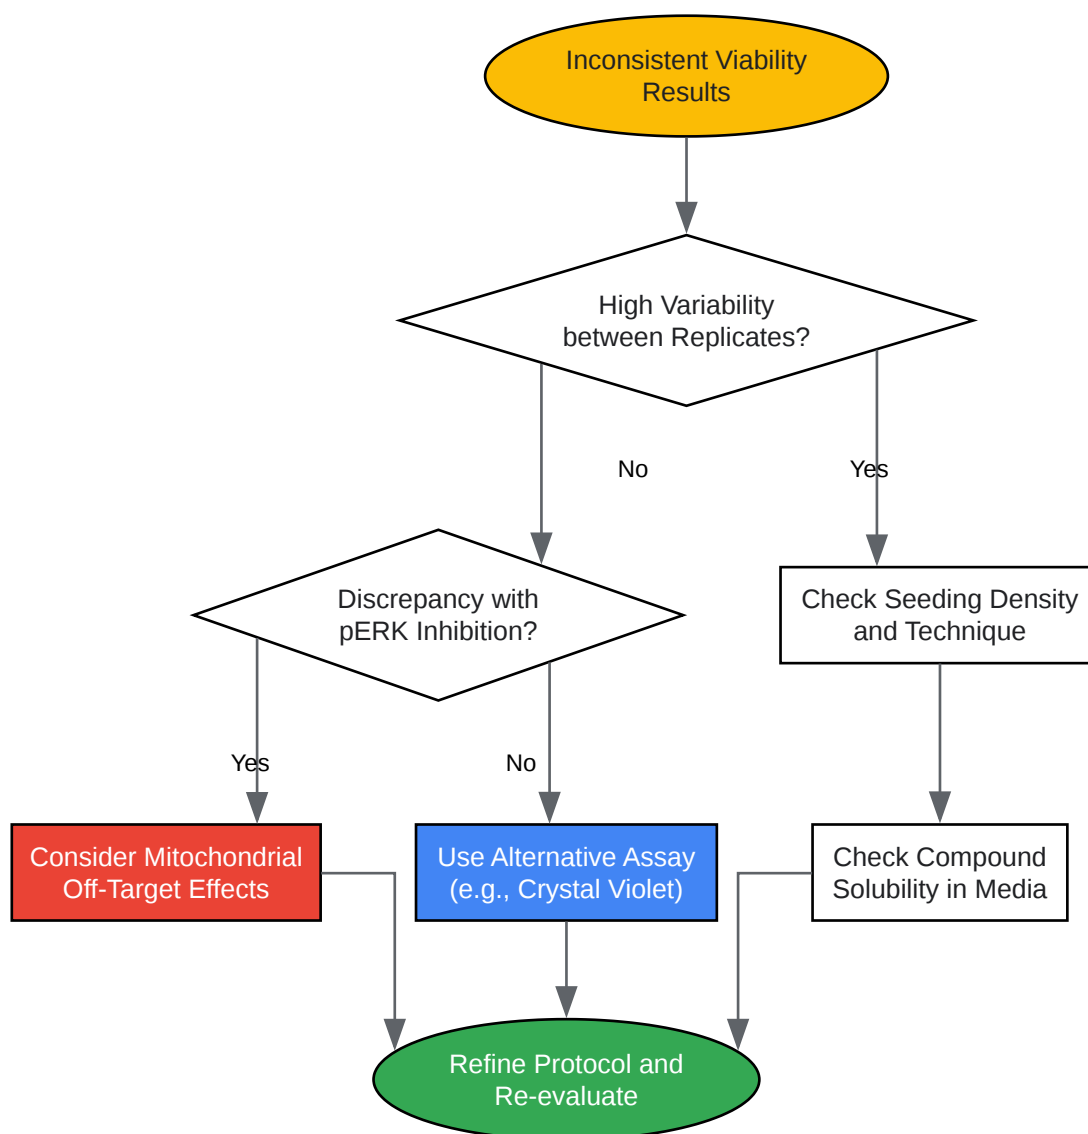 Inconsistent Viability
Results
High Variability
between Replicates?
No
Yes
Discrepancy with
pERK Inhibition?
Check Seeding Density
and Technique
Yes
No
Consider Mitochondrial
Off-Target Effects
Use Alternative Assay
(e.g., Crystal Violet)
Check Compound
Solubility in Media
Refine Protocol and
Re-evaluate